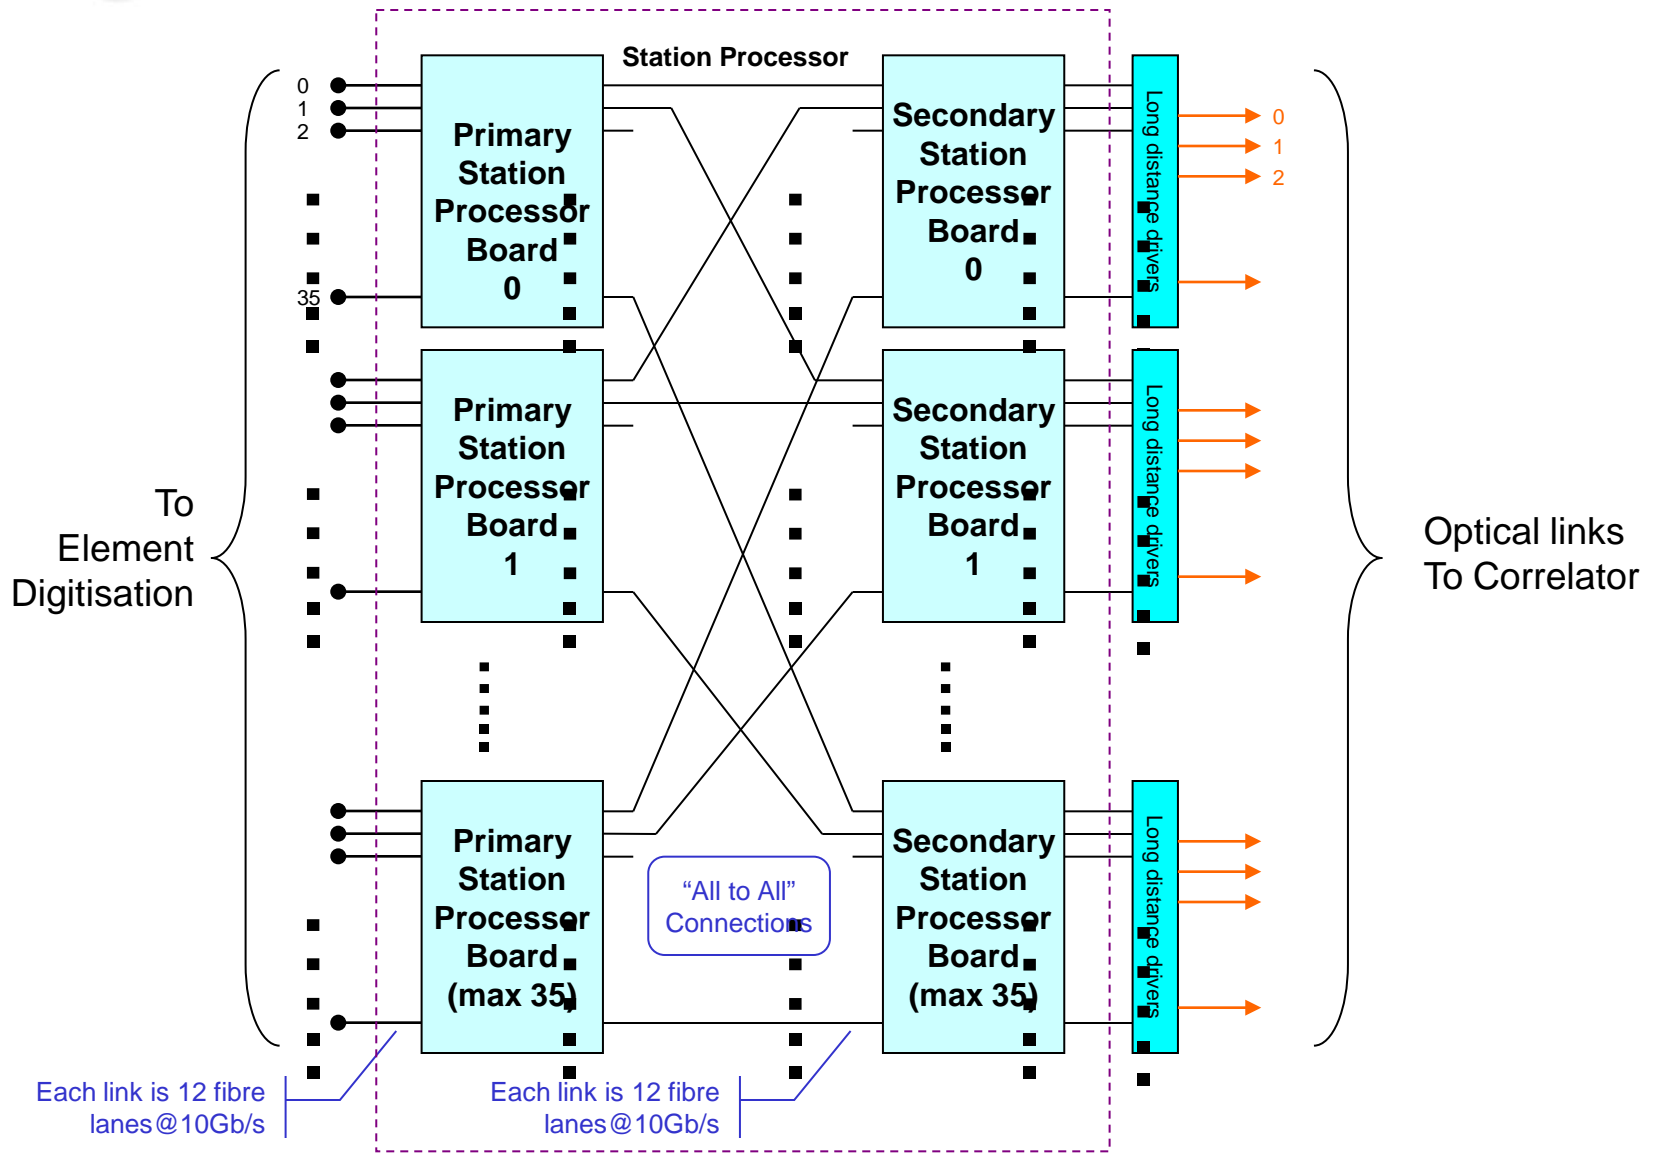 Station Processor
0
1
2
35
Primary
Station
Processor
Board
0
Secondary
Station
Processor
Board
0
Long distance drivers
0
1
2
Primary
Station
Processor
Board
1
Secondary
Station
Processor
Board
1
Long distance drivers
To
Element
Digitisation
Optical links
To Correlator
Primary
Station
Processor
Board
(max 35)
“All to All”
Connections
Secondary
Station
Processor
Board
(max 35)
Long distance drivers
Each link is 12 fibre
lanes@10Gb/s
Each link is 12 fibre
lanes@10Gb/s